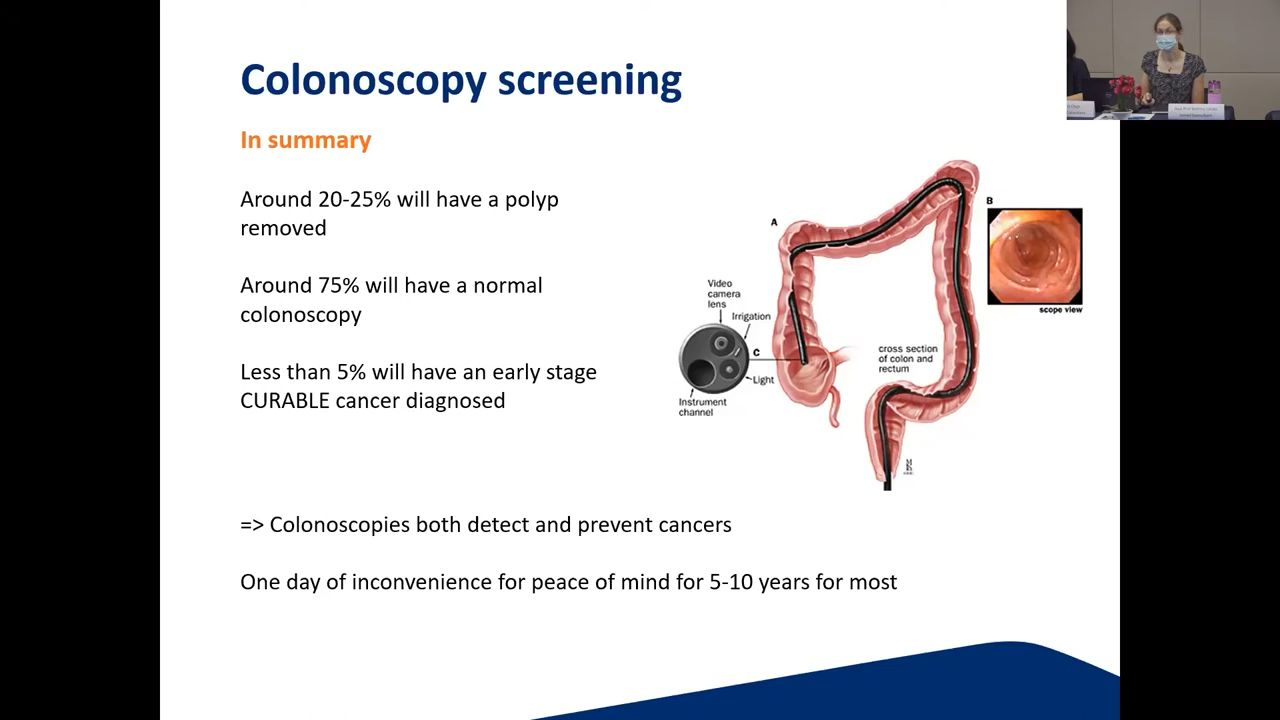 Colonoscopy screening
In summary
Around 20-25% will have a polyp
removed
Around 75% will have a normal
colonoscopy
Less than 5% will have an early stage
CURABLE cancer diagnosed
A
B
Video
camera
lens
Irrigation
C
Light
Instrument
channel
cross section
of colon and
rectum
scope view
=> Colonoscopies both detect and prevent cancers
One day of inconvenience for peace of mind for 5-10 years for most